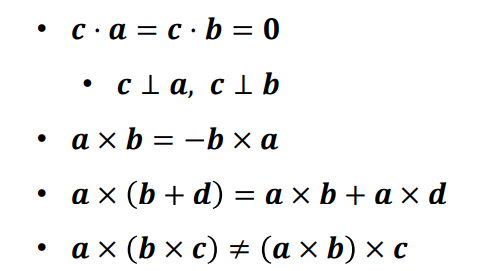 • c · a = c · b = 0
• c ⊥ a, c ⊥ b
• a × b = −b × a
• a × (b + d) = a × b + a × d
• a × (b × c) ≠ (a × b) × c